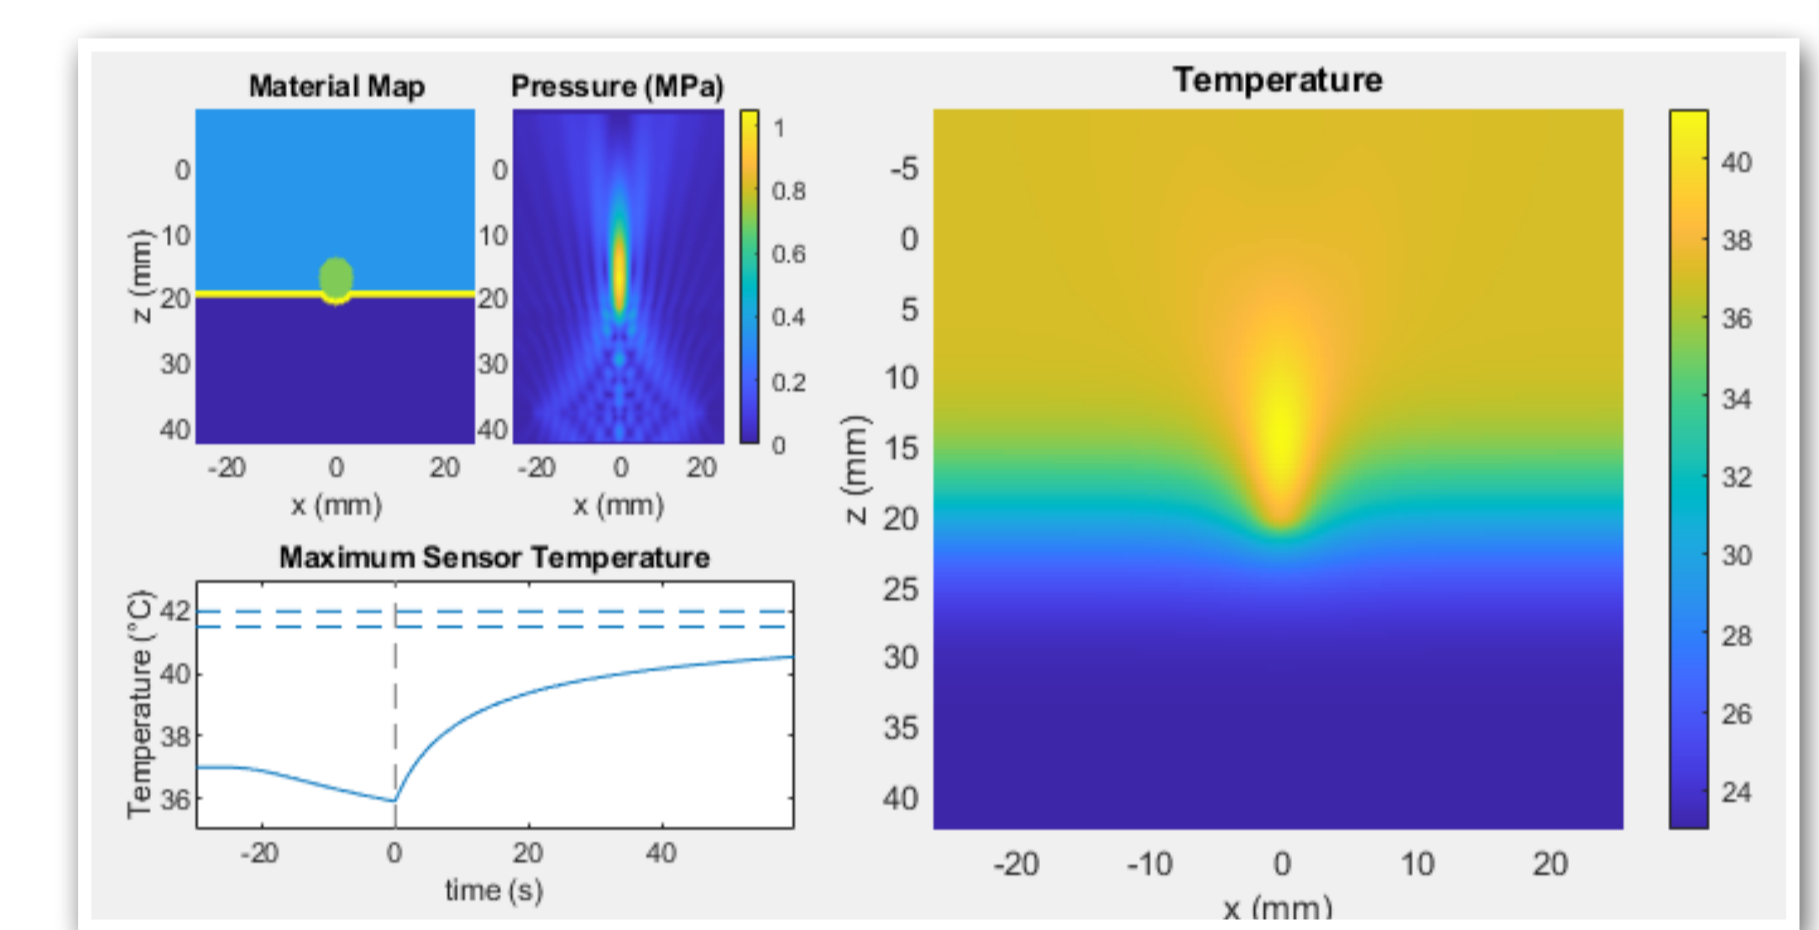 Material Map
0
10
20
30
40
z (mm)
-20 0 20
x (mm)
Pressure (MPa)
0
10
20
30
40
-20 0 20
x (mm)
1
0.8
0.6
0.4
0.2
0
Maximum Sensor Temperature
42
40
38
36
Temperature (°C)
-20 0 20 40
time (s)
Temperature
-5
0
5
10
15
20
25
30
35
40
z (mm)
-20 -10 0 10 20
x (mm)
40
38
36
34
32
30
28
26
24